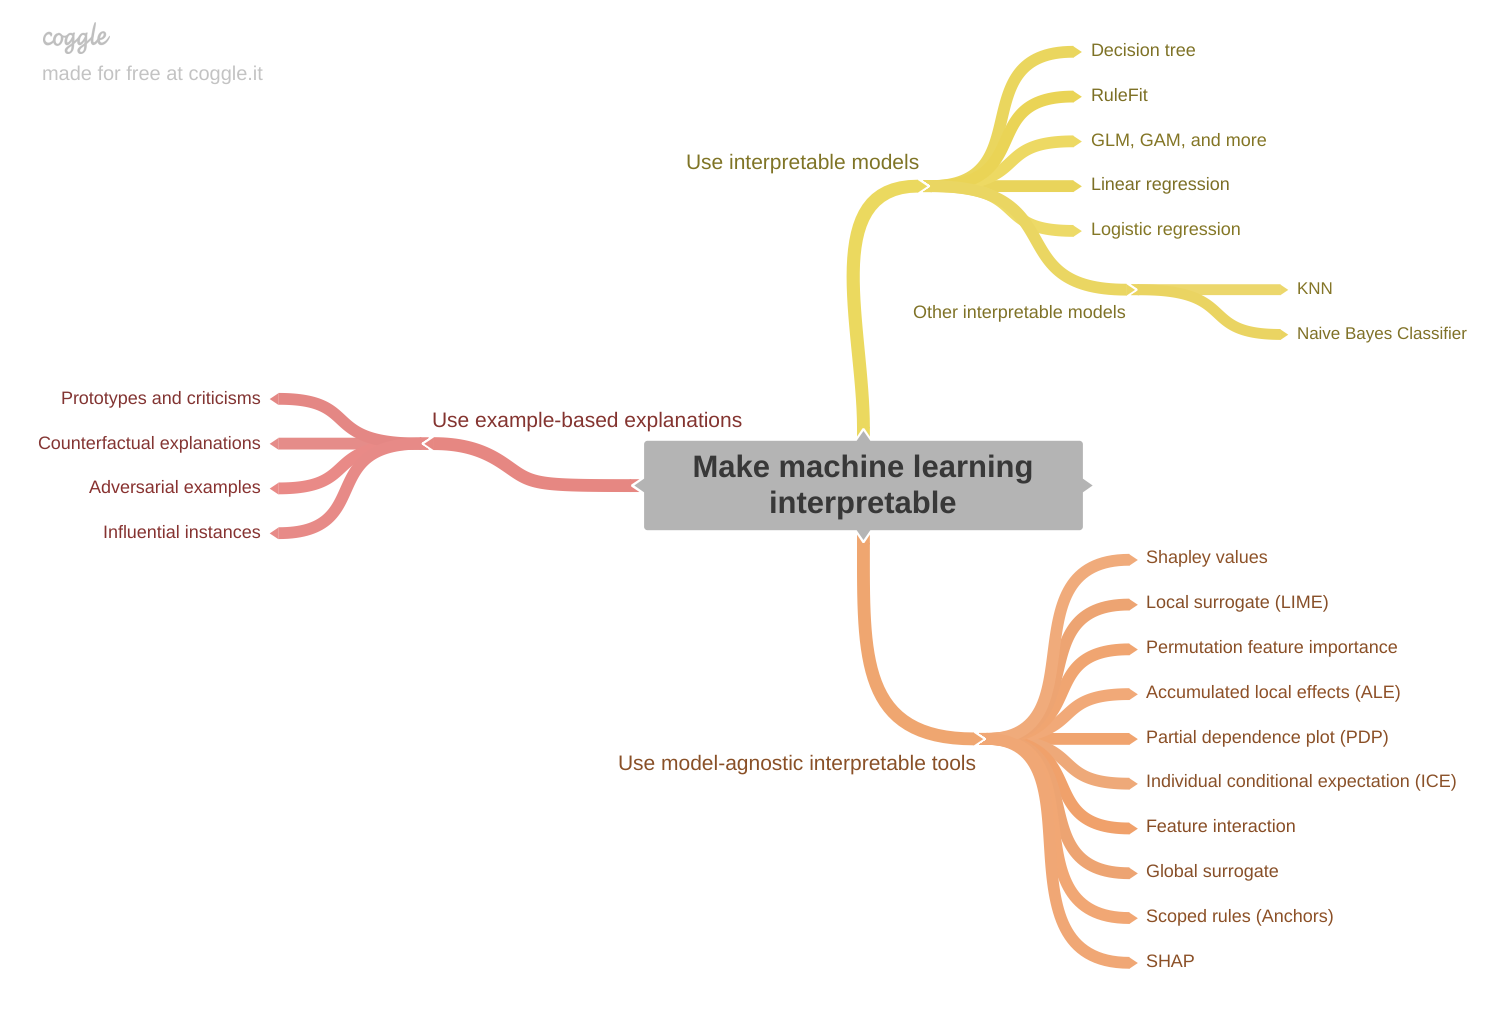 coggle
made for free at coggle.it
Decision tree
RuleFit
GLM, GAM, and more
Use interpretable models
Linear regression
Logistic regression
KNN
Other interpretable models
Naive Bayes Classifier
Prototypes and criticisms
Use example-based explanations
Counterfactual explanations
Adversarial examples
Influential instances
Make machine learning
interpretable
Shapley values
Local surrogate (LIME)
Permutation feature importance
Accumulated local effects (ALE)
Partial dependence plot (PDP)
Use model-agnostic interpretable tools
Individual conditional expectation (ICE)
Feature interaction
Global surrogate
Scoped rules (Anchors)
SHAP